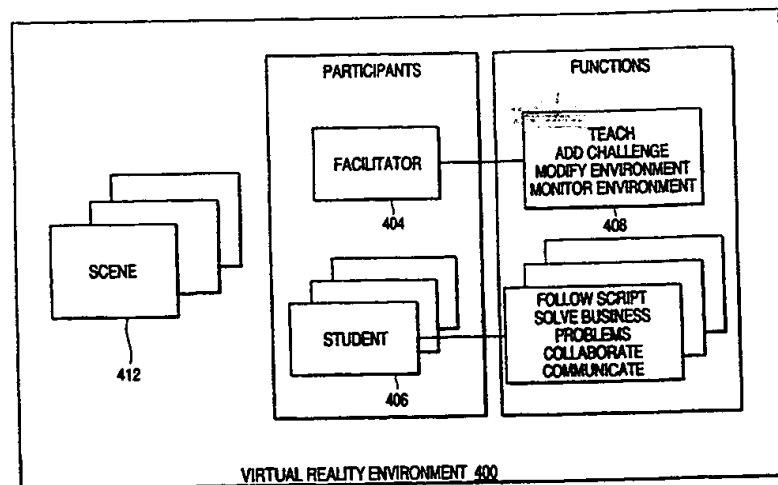 PARTICIPANTS
FUNCTIONS
FACILITATOR
404
TEACH
ADD CHALLENGE
MODIFY ENVIRONMENT
MONITOR ENVIRONMENT
408
SCENE
412
STUDENT
406
FOLLOW SCRIPT
SOLVE BUSINESS
PROBLEMS
COLLABORATE
COMMUNICATE
VIRTUAL REALITY ENVIRONMENT 400